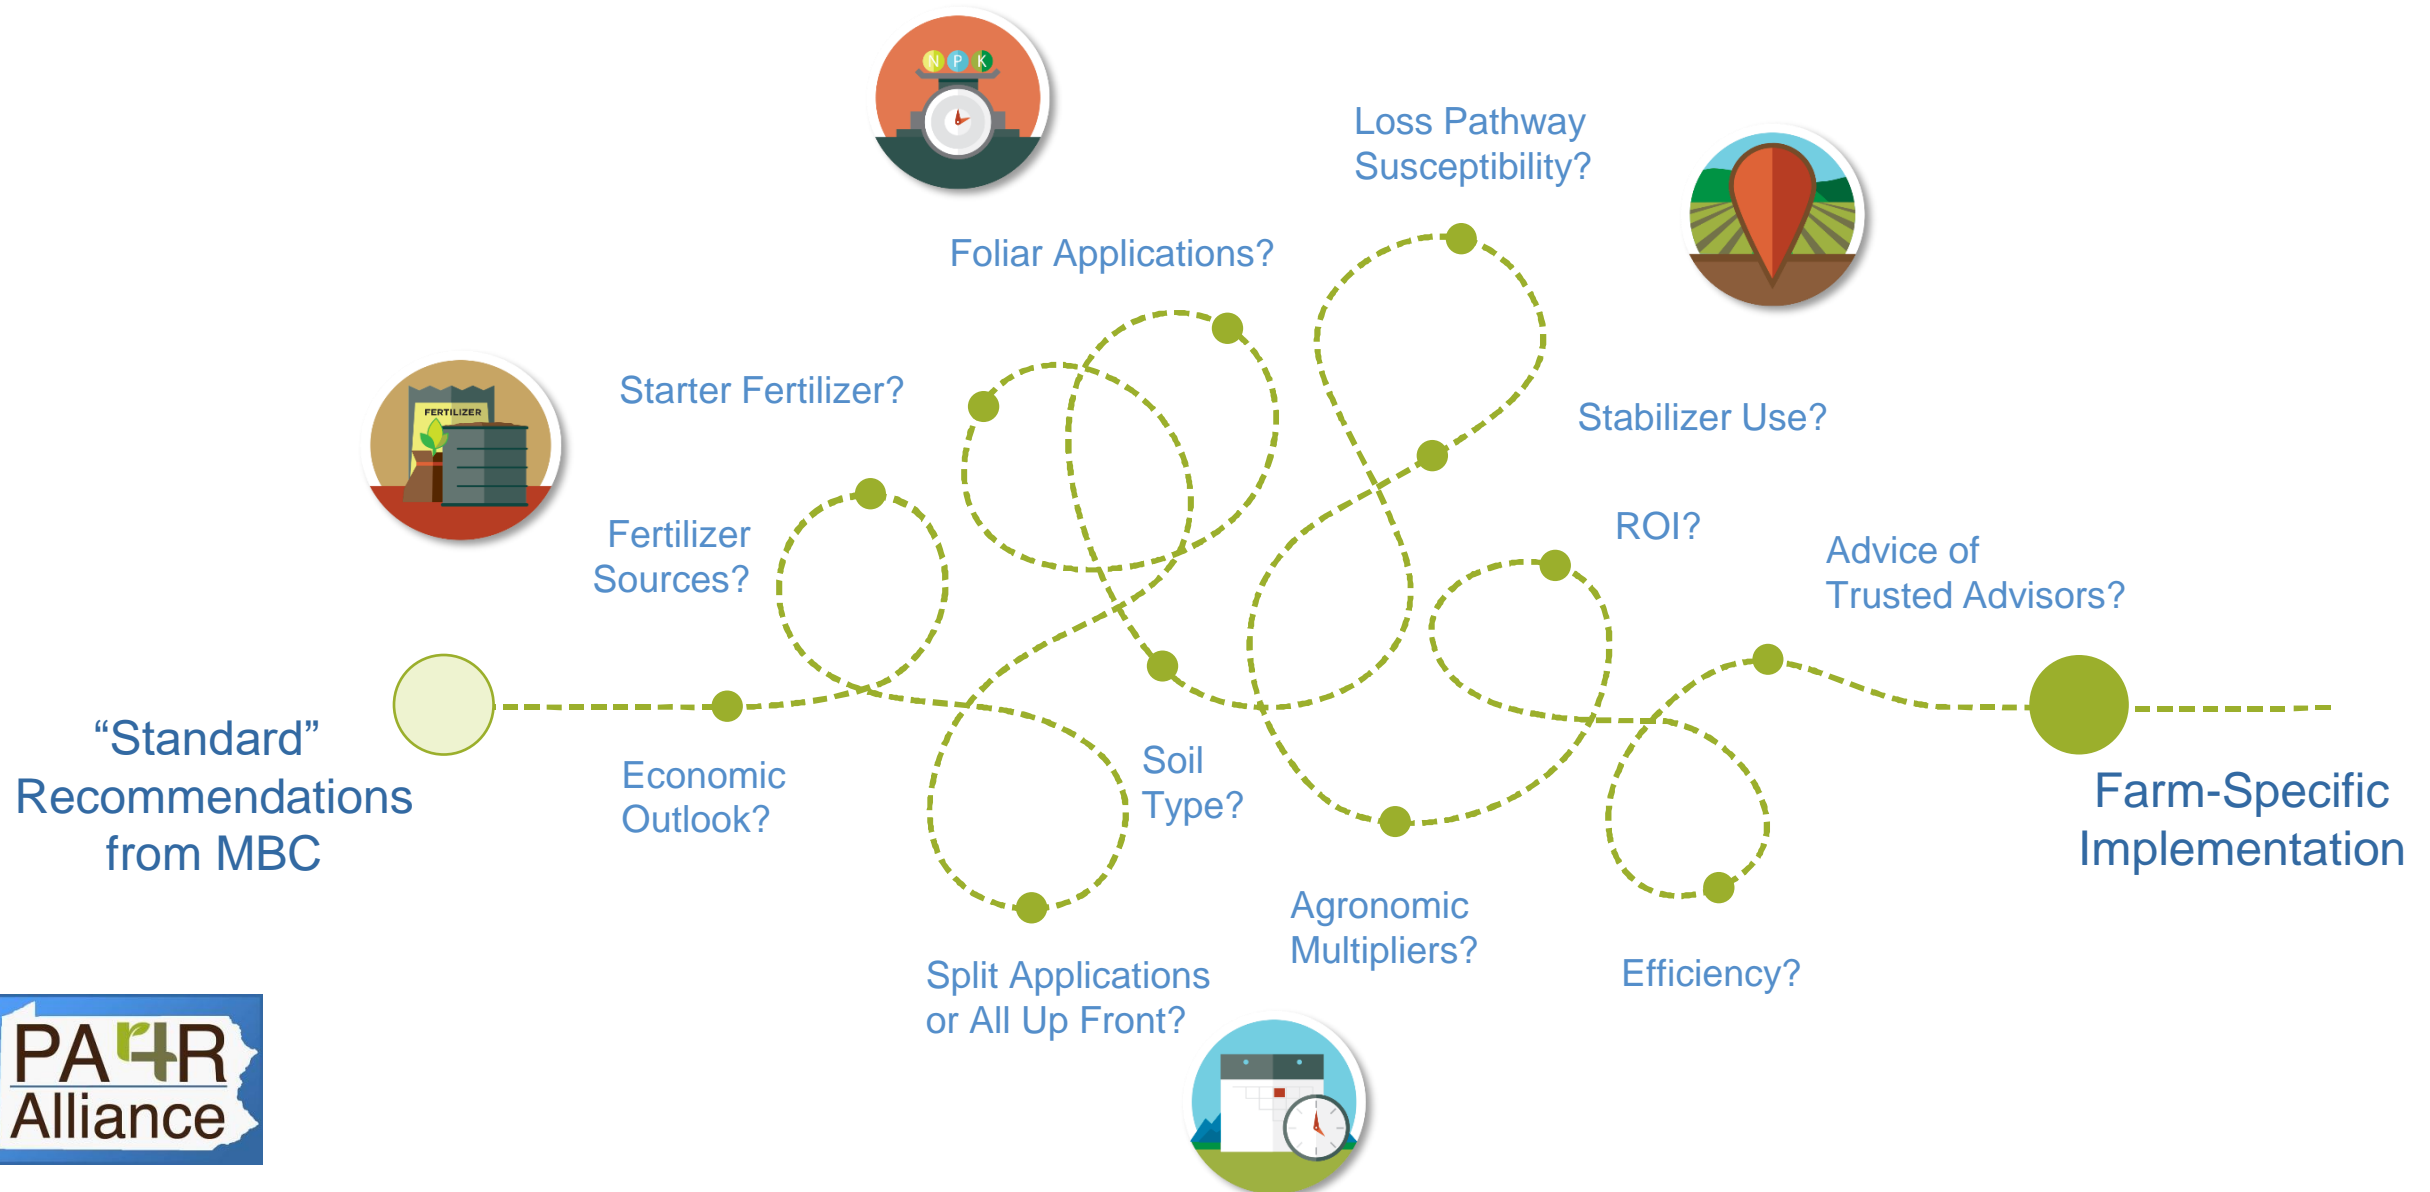 N P K
Loss Pathway
Susceptibility?
Foliar Applications?
Starter Fertilizer?
FERTILIZER
Stabilizer Use?
Fertilizer
Sources?
ROI?
Advice of
Trusted Advisors?
“Standard”
Recommendations
from MBC
Economic
Outlook?
Soil
Type?
Farm-Specific
Implementation
Agronomic
Multipliers?
Efficiency?
Split Applications
or All Up Front?
PA 4R
Alliance